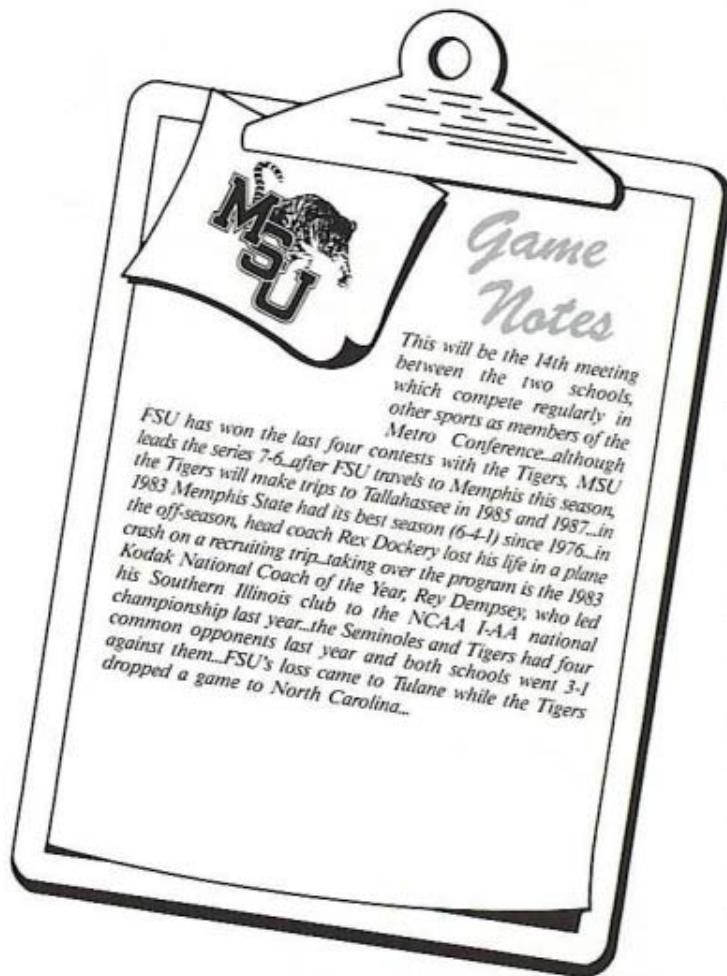 MSU
Game
Notes
This will be the 14th meeting
between the two schools,
which compete regularly in
other sports as members of the
Metro Conference...although
FSU has won the last four contests with the Tigers, MSU
leads the series 7-6...after FSU travels to Memphis this season,
the Tigers will make trips to Tallahassee in 1985 and 1987...in
1983 Memphis State had its best season (6-4-1) since 1976...in
the off-season, head coach Rex Dockery lost his life in a plane
crash on a recruiting trip...taking over the program is the 1983
Kodak National Coach of the Year, Rey Dempsey, who led
his Southern Illinois club to the NCAA I-AA national
championship last year...the Seminoles and Tigers had four
common opponents last year and both schools went 3-1
against them...FSU's loss came to Tulane while the Tigers
dropped a game to North Carolina...